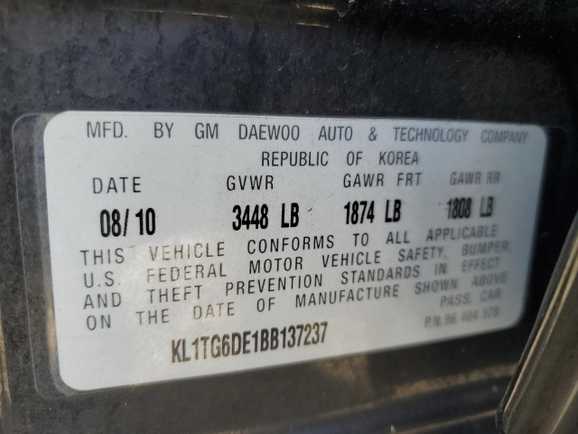 MFD. BY GM DAEWOO AUTO & TECHNOLOGY COMPANY
REPUBLIC OF KOREA
DATE GVWR GAWR FRT GAWR RR
08/10 3448 LB 1874 LB 1808 LB
THIS VEHICLE CONFORMS TO ALL APPLICABLE
U.S. FEDERAL MOTOR VEHICLE SAFETY, BUMPER,
AND THEFT PREVENTION STANDARDS IN EFFECT
ON THE DATE OF MANUFACTURE SHOWN ABOVE
PASS. CAR
KL1TG6DE1BB137237
P.N. 96